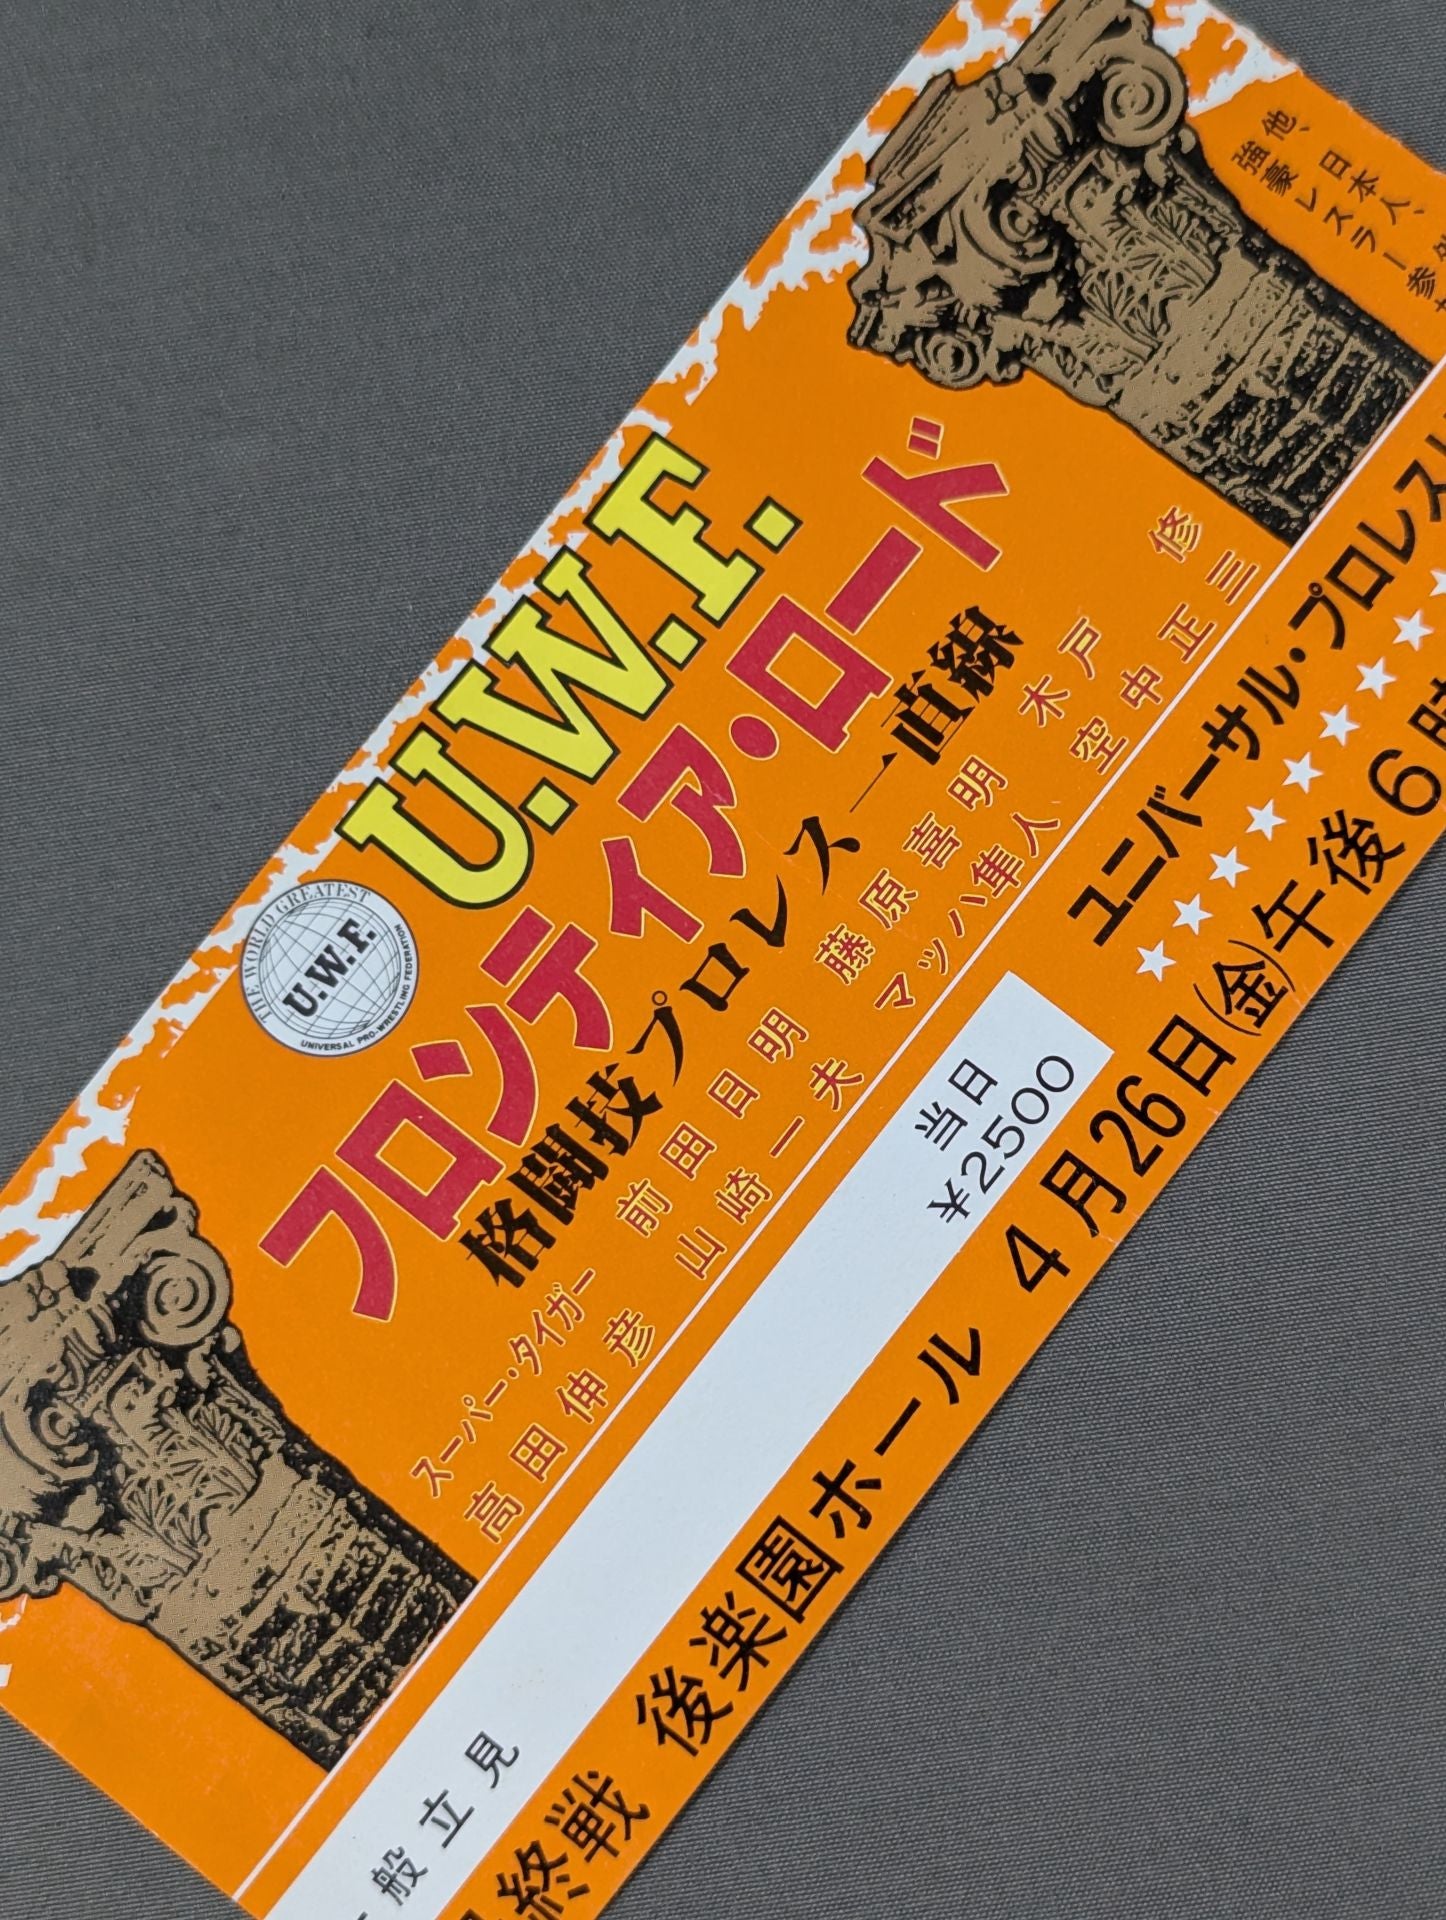 他、日本人、
強豪レスラー参
U.W.F.
THE WORLD GREATEST
U.W.F.
UNIVERSAL PRO-WRESTLING FEDERATION
フロンティア・ロード
格闘技プロレス一直線
スーパー・タイガー 前田日明 藤原喜明 木戸 修
高田伸彦 山崎一夫 マッハ隼人 空中正三
ユニバーサル・プロレス
★★★★★★★★
一般立見
当日
¥2500
終戦 後楽園ホール 4月26日(金)午後6時